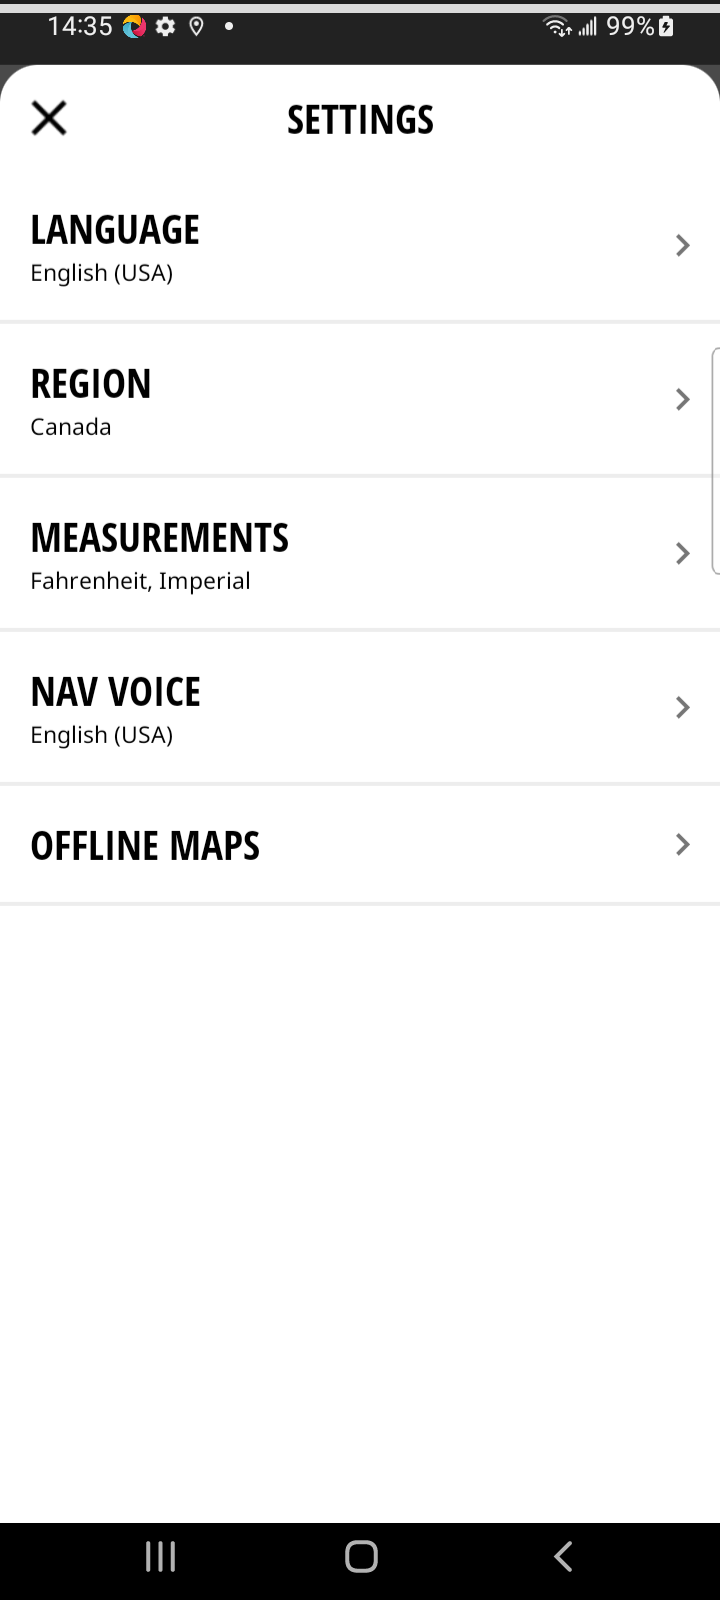 14:35 99%
SETTINGS
LANGUAGE
English (USA)
REGION
Canada
MEASUREMENTS
Fahrenheit, Imperial
NAV VOICE
English (USA)
OFFLINE MAPS